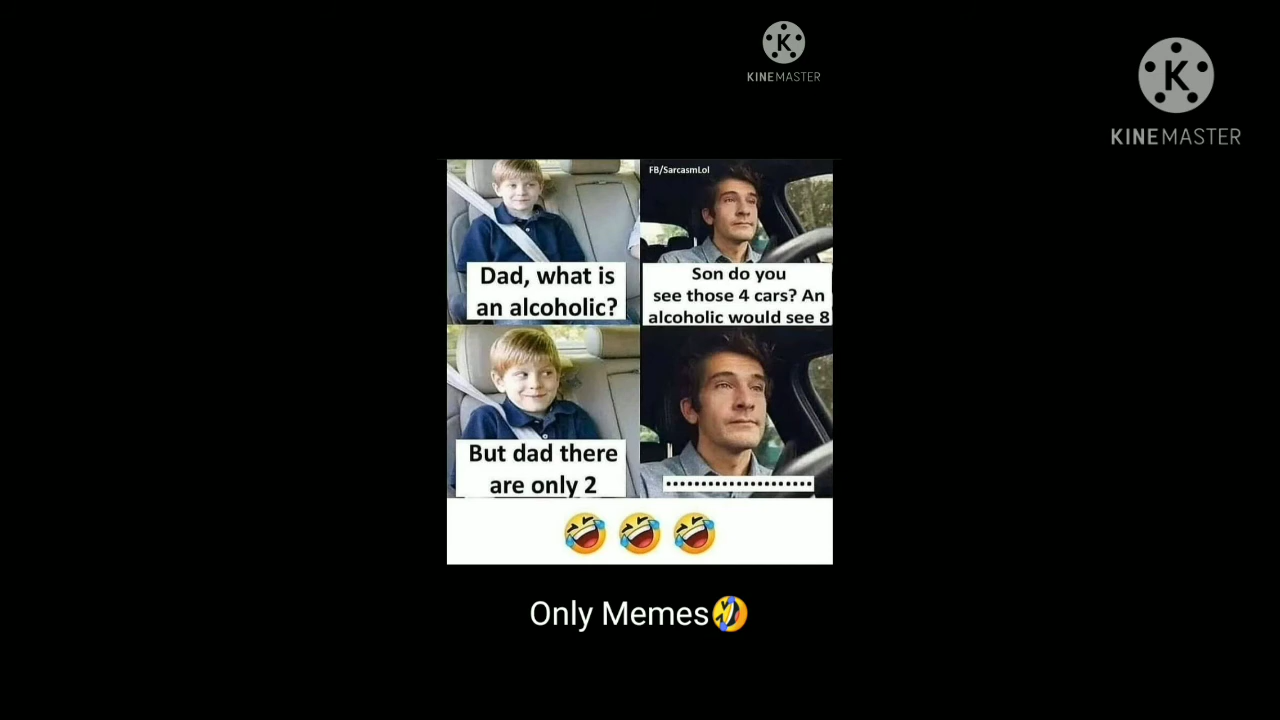 K
KINEMASTER
K
KINEMASTER
FB/SarcasmLol
Dad, what is
an alcoholic?
Son do you
see those 4 cars? An
alcoholic would see 8
But dad there
are only 2
.....................
🤣 🤣 🤣
Only Memes🤣